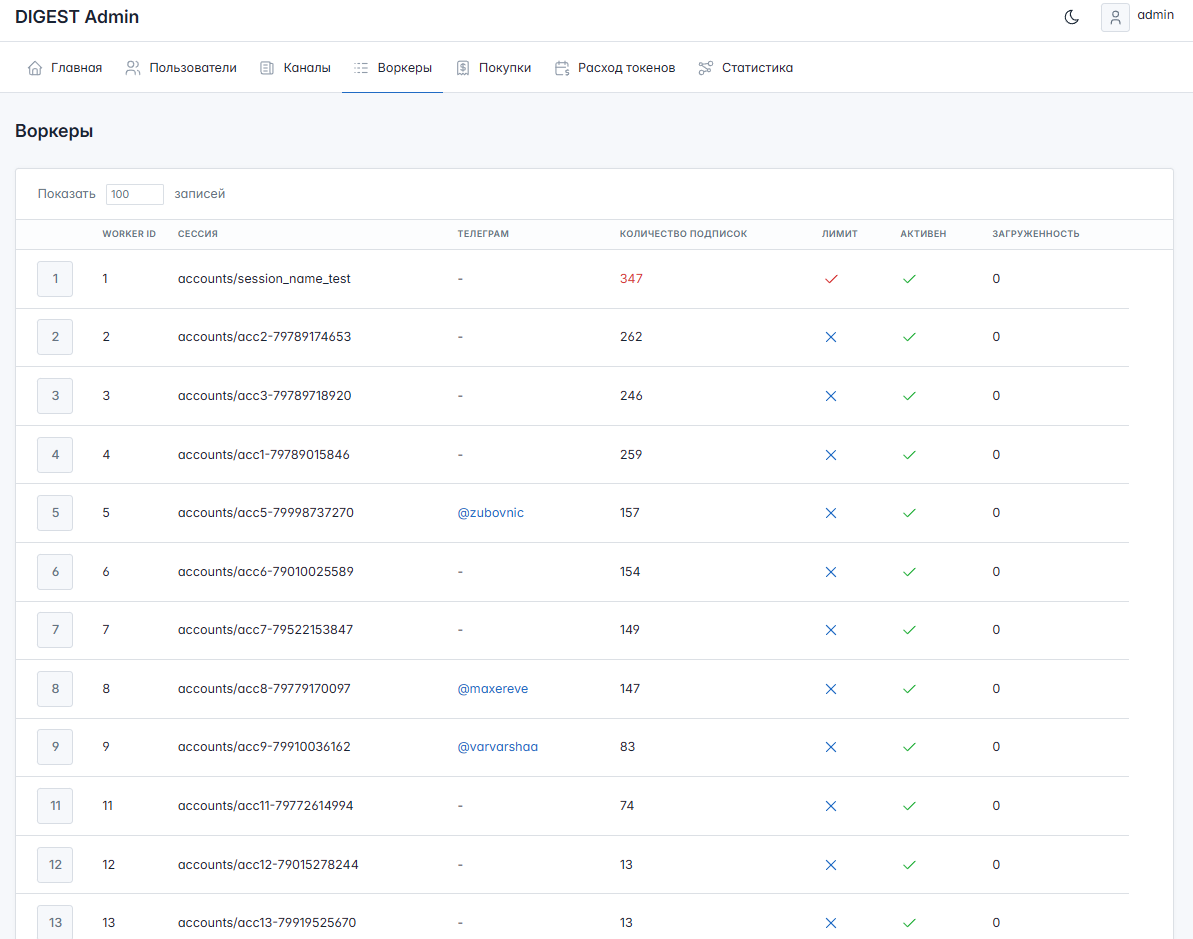 DIGEST Admin admin
Главная Пользователи Каналы Воркеры Покупки Расход токенов Статистика
Воркеры
Показать 100 записей
WORKER ID СЕССИЯ ТЕЛЕГРАМ КОЛИЧЕСТВО ПОДПИСОК ЛИМИТ АКТИВЕН ЗАГРУЖЕННОСТЬ
1 1 accounts/session_name_test - 347 0
2 2 accounts/acc2-79789174653 - 262 0
3 3 accounts/acc3-79789718920 - 246 0
4 4 accounts/acc1-79789015846 - 259 0
5 5 accounts/acc5-79998737270 @zubovnic 157 0
6 6 accounts/acc6-79010025589 - 154 0
7 7 accounts/acc7-79522153847 - 149 0
8 8 accounts/acc8-79779170097 @maxereve 147 0
9 9 accounts/acc9-79910036162 @varvarshaa 83 0
11 11 accounts/acc11-79772614994 - 74 0
12 12 accounts/acc12-79015278244 - 13 0
13 13 accounts/acc13-79919525670 - 13 0